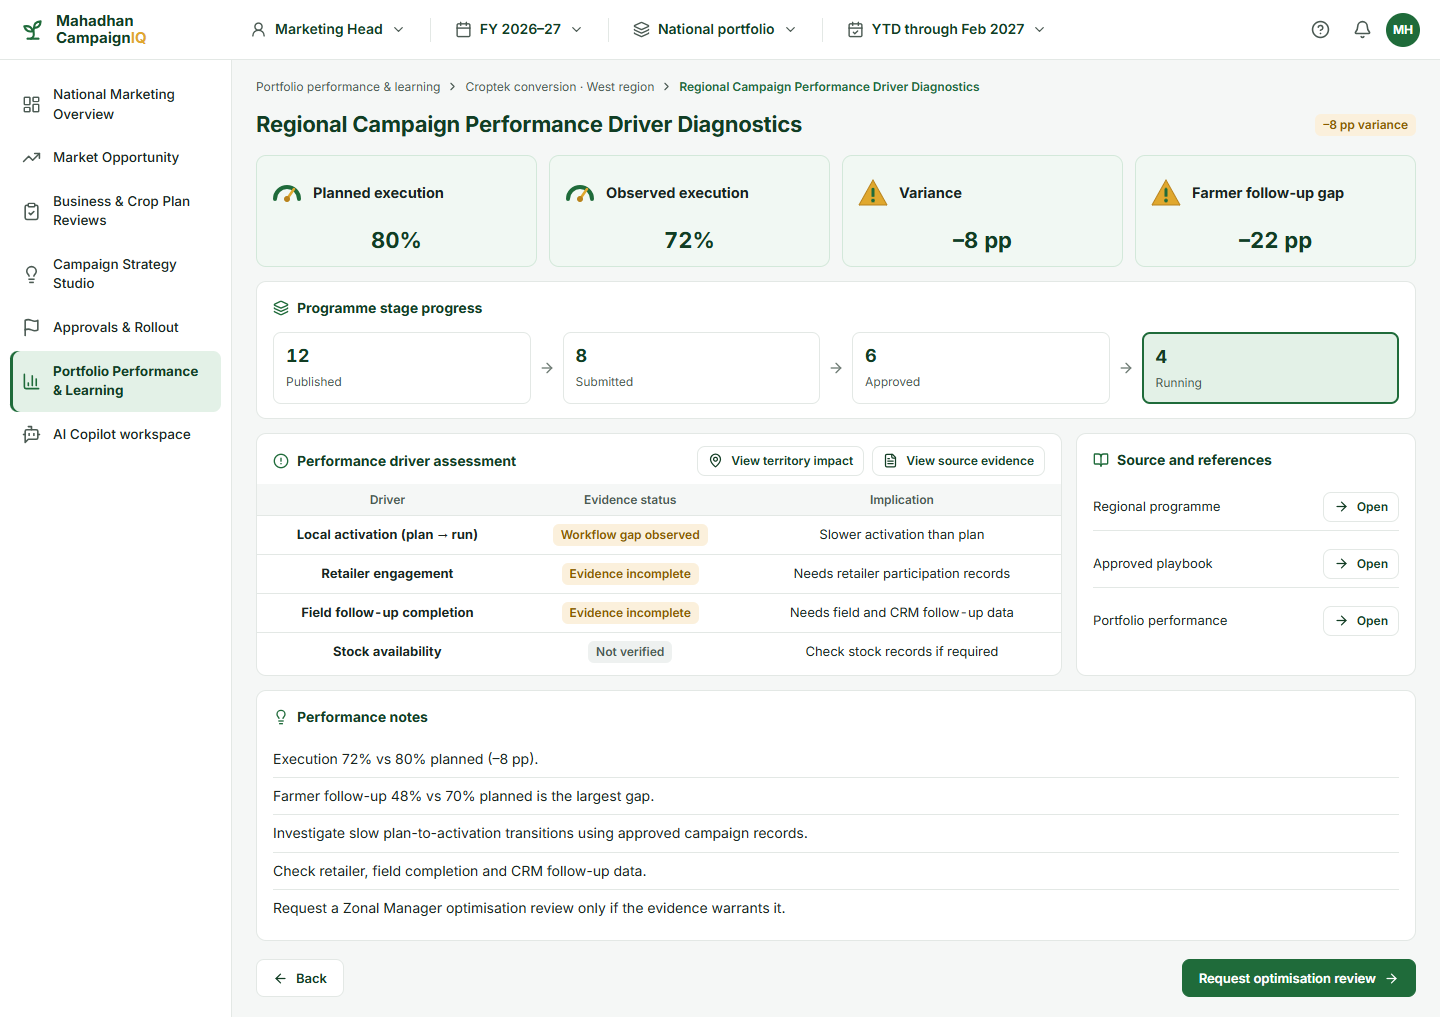 Mahadhan
CampaignIQ
Marketing Head
FY 2026–27
National portfolio
YTD through Feb 2027
MH
National Marketing
Overview
Market Opportunity
Business & Crop Plan
Reviews
Campaign Strategy
Studio
Approvals & Rollout
Portfolio Performance
& Learning
AI Copilot workspace
Portfolio performance & learning > Croptek conversion · West region > Regional Campaign Performance Driver Diagnostics
Regional Campaign Performance Driver Diagnostics
−8 pp variance
Planned execution
80%
Observed execution
72%
Variance
−8 pp
Farmer follow-up gap
−22 pp
Programme stage progress
12
Published
8
Submitted
6
Approved
4
Running
Performance driver assessment
View territory impact
View source evidence
Driver Evidence status Implication
Local activation (plan → run) Workflow gap observed Slower activation than plan
Retailer engagement Evidence incomplete Needs retailer participation records
Field follow-up completion Evidence incomplete Needs field and CRM follow-up data
Stock availability Not verified Check stock records if required
Source and references
Regional programme → Open
Approved playbook → Open
Portfolio performance → Open
Performance notes
Execution 72% vs 80% planned (−8 pp).
Farmer follow-up 48% vs 70% planned is the largest gap.
Investigate slow plan-to-activation transitions using approved campaign records.
Check retailer, field completion and CRM follow-up data.
Request a Zonal Manager optimisation review only if the evidence warrants it.
← Back
Request optimisation review →